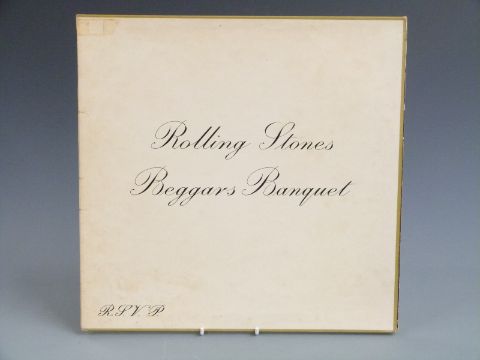 Rolling Stones
Beggars Banquet
R.S.V.P.